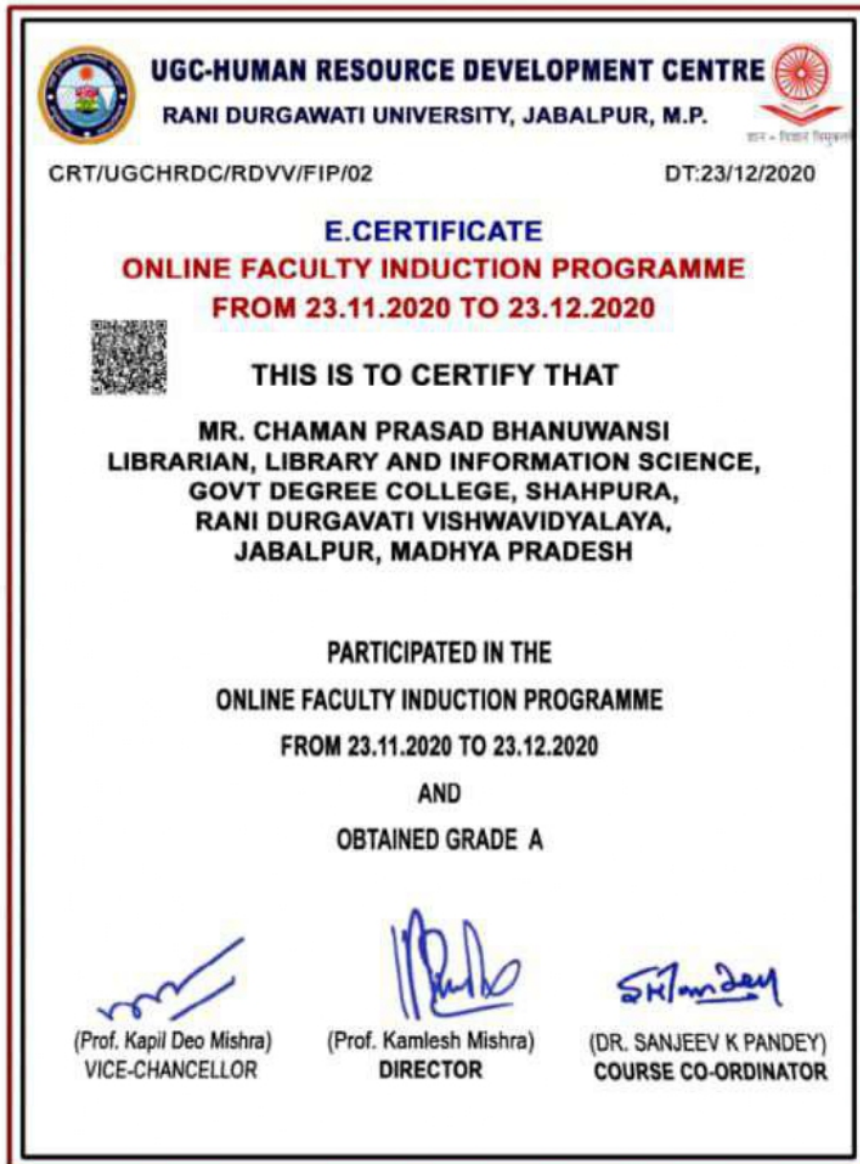 UGC-HUMAN RESOURCE DEVELOPMENT CENTRE
RANI DURGAWATI UNIVERSITY, JABALPUR, M.P.
ज्ञान - विज्ञान विमुक्तये
CRT/UGCHRDC/RDVV/FIP/02 DT:23/12/2020
E.CERTIFICATE
ONLINE FACULTY INDUCTION PROGRAMME
FROM 23.11.2020 TO 23.12.2020
THIS IS TO CERTIFY THAT
MR. CHAMAN PRASAD BHANUWANSI
LIBRARIAN, LIBRARY AND INFORMATION SCIENCE,
GOVT DEGREE COLLEGE, SHAHPURA,
RANI DURGAVATI VISHWAVIDYALAYA,
JABALPUR, MADHYA PRADESH
PARTICIPATED IN THE
ONLINE FACULTY INDUCTION PROGRAMME
FROM 23.11.2020 TO 23.12.2020
AND
OBTAINED GRADE A
SKPandey
(Prof. Kapil Deo Mishra) (Prof. Kamlesh Mishra) (DR. SANJEEV K PANDEY)
VICE-CHANCELLOR DIRECTOR COURSE CO-ORDINATOR